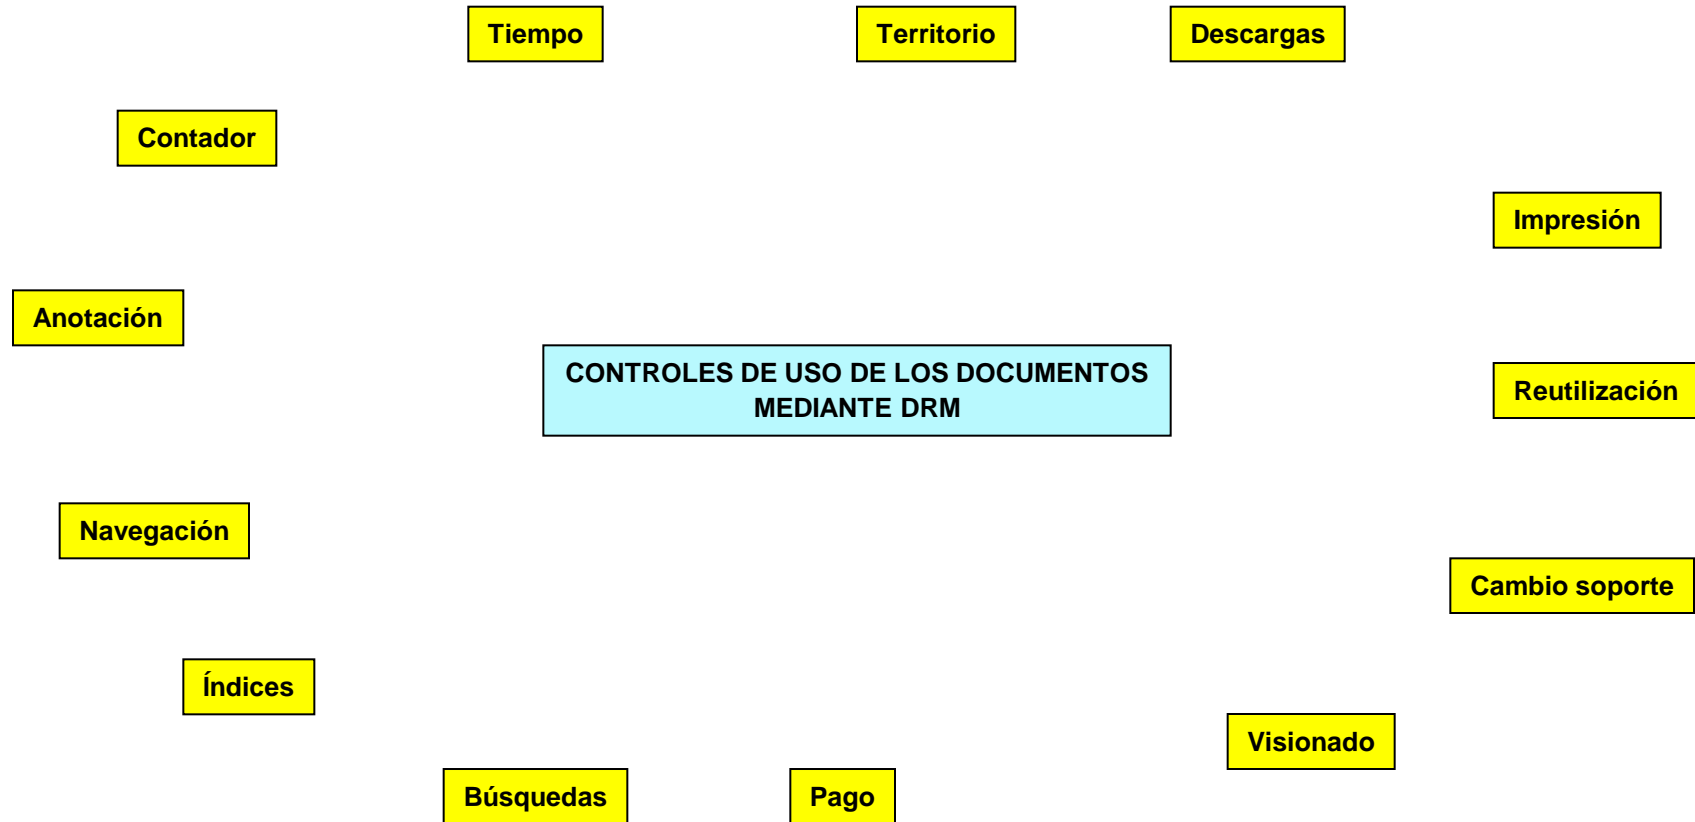 Tiempo
Territorio
Descargas
Contador
Impresión
Anotación
CONTROLES DE USO DE LOS DOCUMENTOS
MEDIANTE DRM
Reutilización
Navegación
Cambio soporte
Índices
Visionado
Búsquedas
Pago